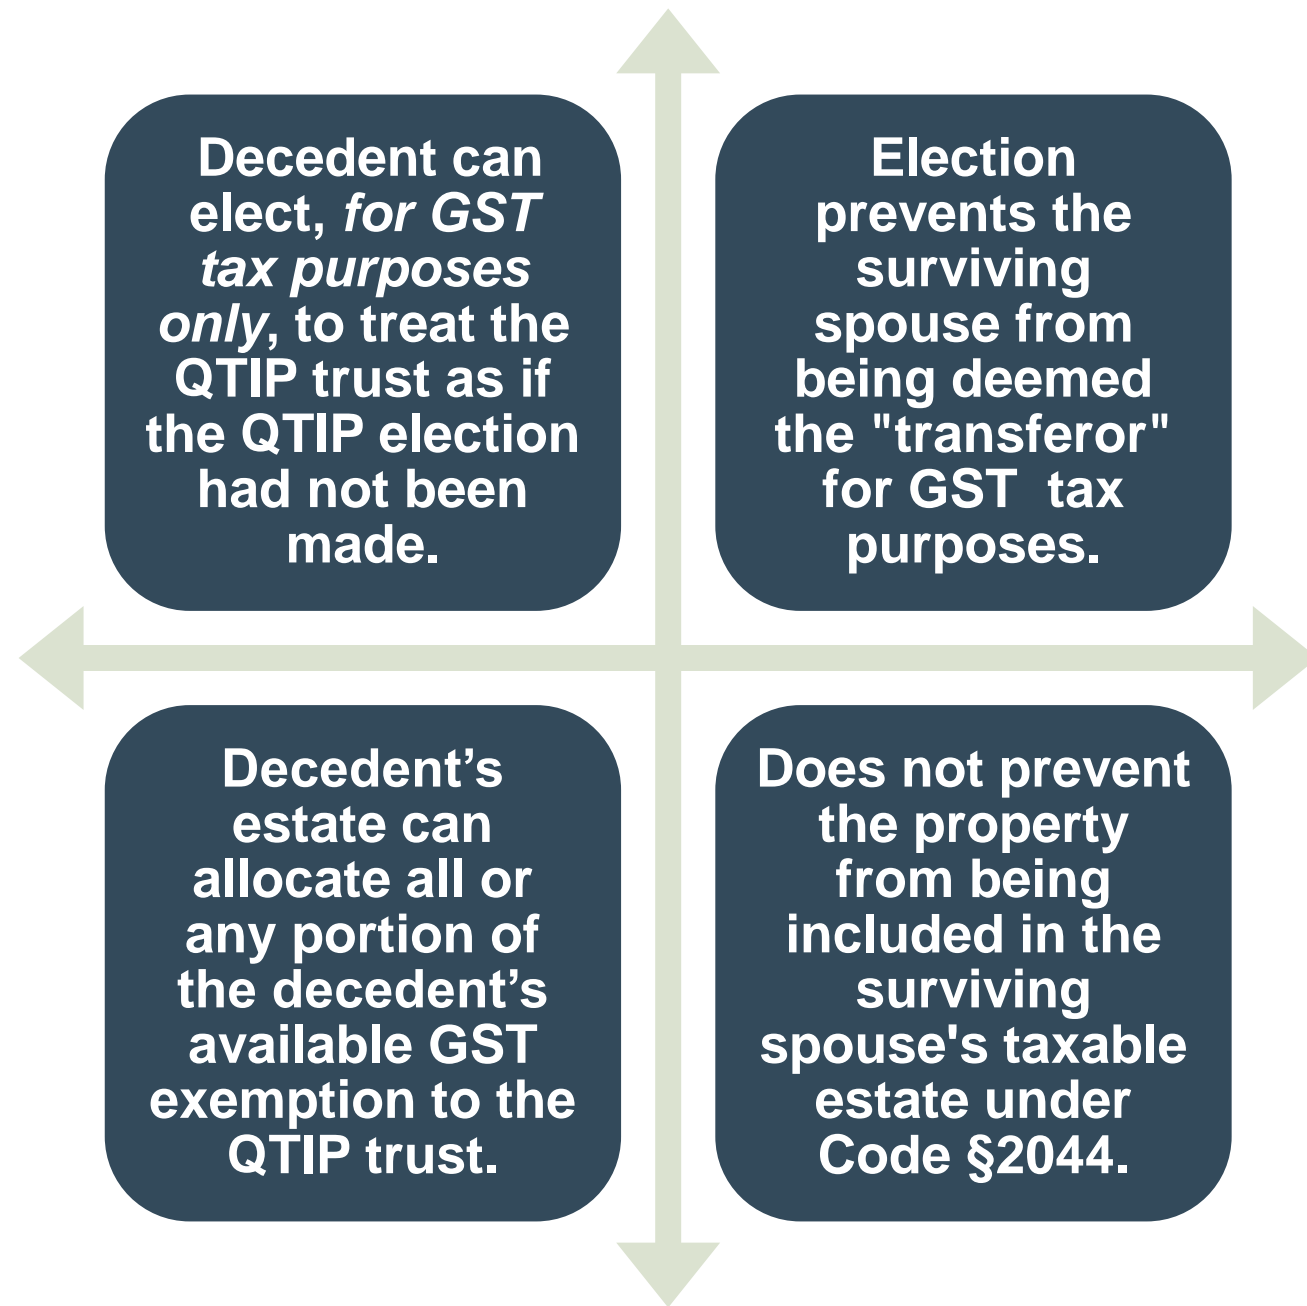 Decedent can
elect, for GST
tax purposes
only, to treat the
QTIP trust as if
the QTIP election
had not been
made.
Election
prevents the
surviving
spouse from
being deemed
the "transferor"
for GST  tax
purposes.
Decedent’s
estate can
allocate all or
any portion of
the decedent’s
available GST
exemption to the
QTIP trust.
Does not prevent
the property
from being
included in the
surviving
spouse's taxable
estate under
Code §2044.